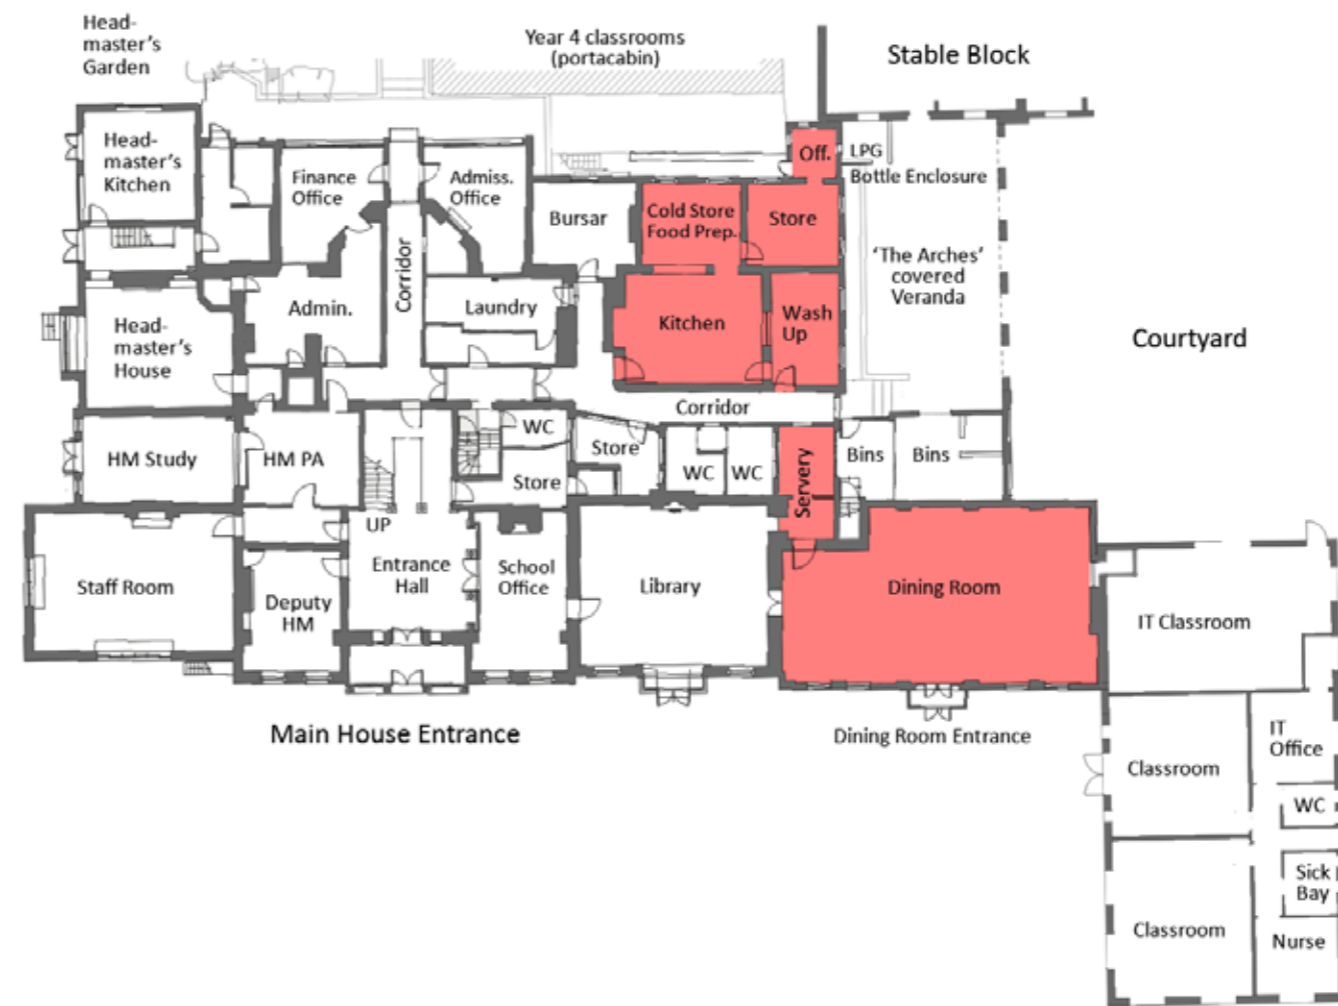 Head-
master's
Garden
Year 4 classrooms
(portacabin)
Stable Block
Head-
master's
Kitchen
Finance
Office
Admiss.
Office
Bursar
Cold Store
Food Prep.
Store
Off.
LPG
Bottle Enclosure
'The Arches'
covered
Veranda
Courtyard
Corridor
Admin.
Laundry
Kitchen
Wash
Up
Head-
master's
House
Corridor
HM Study
HM PA
WC
Store
Store
WC
WC
Servery
Bins
Bins
UP
Staff Room
Deputy
HM
Entrance
Hall
School
Office
Library
Dining Room
IT Classroom
Main House Entrance
Dining Room Entrance
Classroom
IT
Office
WC
Sick
Bay
Classroom
Nurse